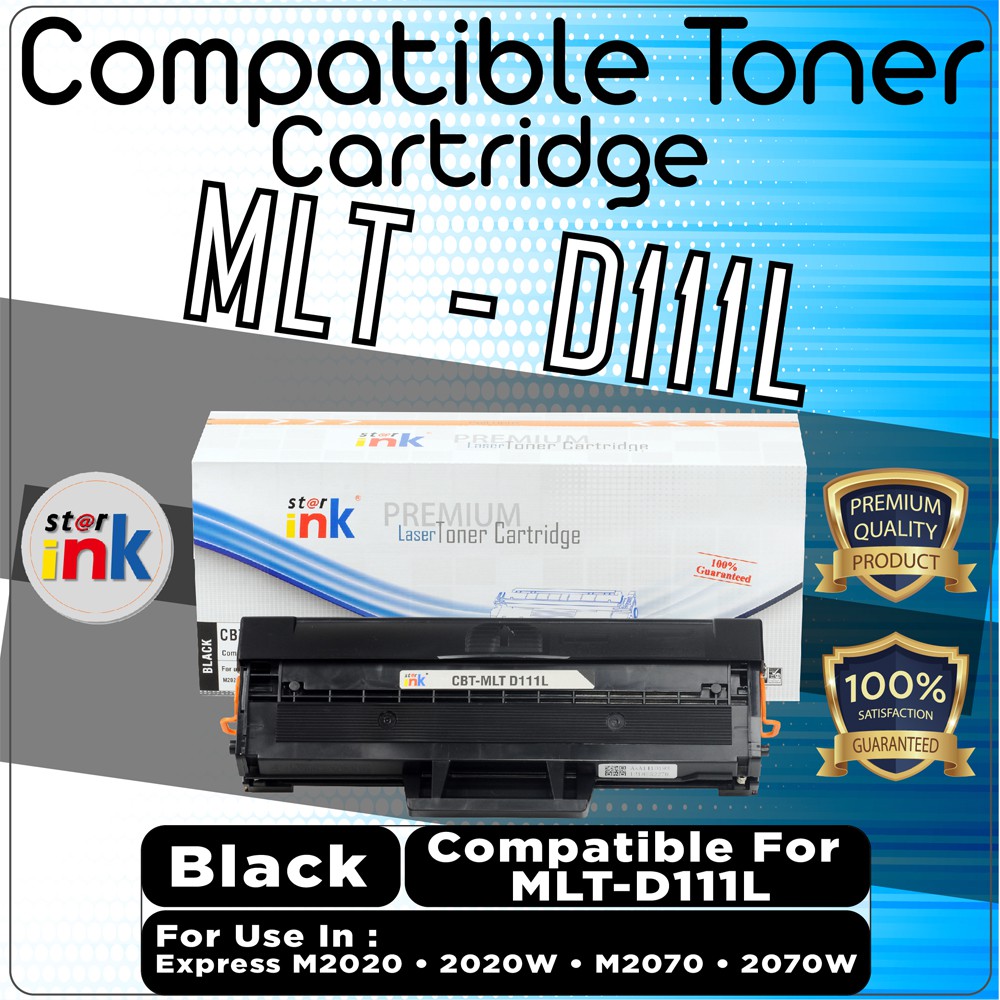 Compatible Toner
Cartridge
MLT - D111L
st@r
ink
PREMIUM
Laser Toner Cartridge
st@r
ink®
PREMIUM
Laser Toner Cartridge
100%
Guaranteed
BLACK
st@r
ink
CBT-MLT D111L
st@r
ink
PREMIUM
QUALITY
PRODUCT
100%
SATISFACTION
GUARANTEED
Black
Compatible For
MLT-D111L
For Use In :
Express M2020 • 2020W • M2070 • 2070W